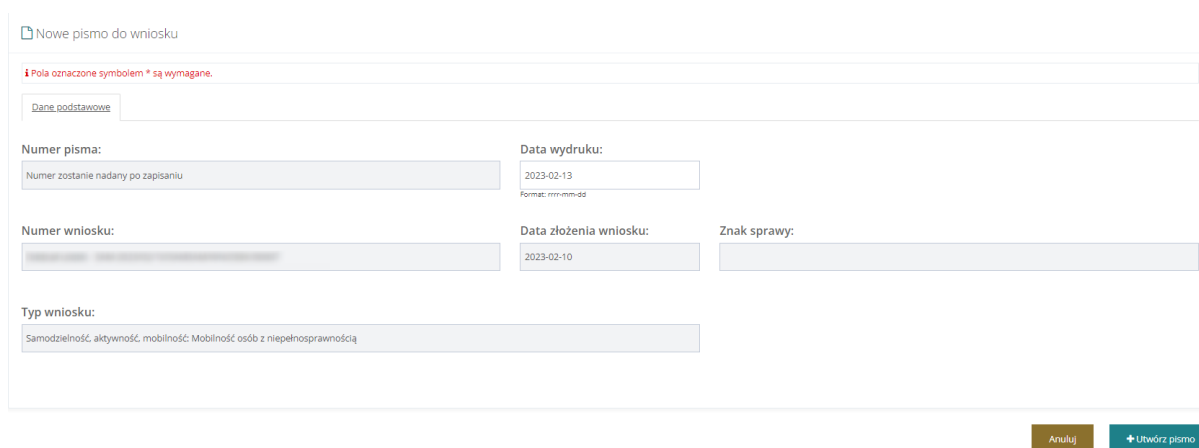 Nowe pismo do wniosku
Pola oznaczone symbolem * są wymagane.
Dane podstawowe
Numer pisma: Data wydruku:
Numer zostanie nadany po zapisaniu 2023-02-13
Format: rrrr-mm-dd
Numer wniosku: Data złożenia wniosku: Znak sprawy:
2023-02-10
Typ wniosku:
Samodzielność, aktywność, mobilność: Mobilność osób z niepełnosprawnością
Anuluj + Utwórz pismo